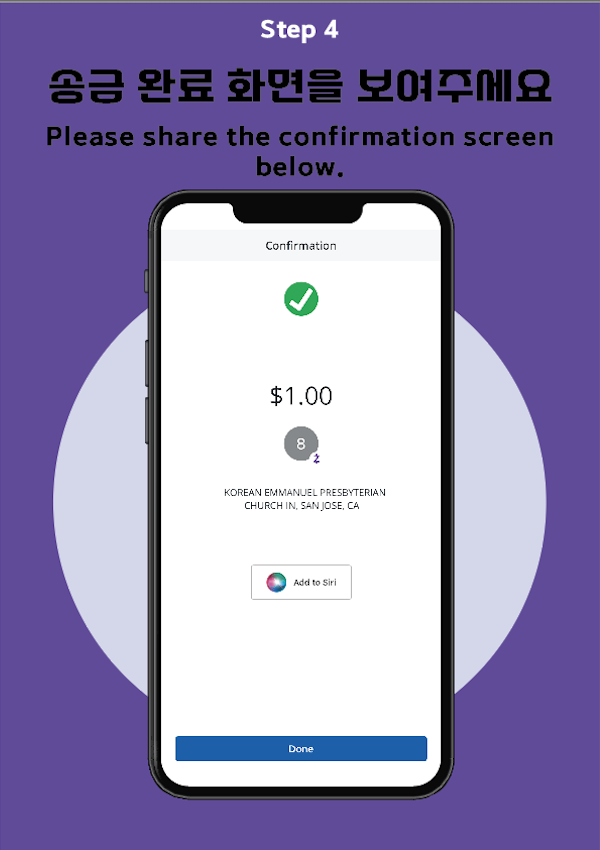 Step 4
송금 완료 화면을 보여주세요
Please share the confirmation screen
below.
Confirmation
$1.00
8
KOREAN EMMANUEL PRESBYTERIAN
CHURCH IN, SAN JOSE, CA
Add to Siri
Done